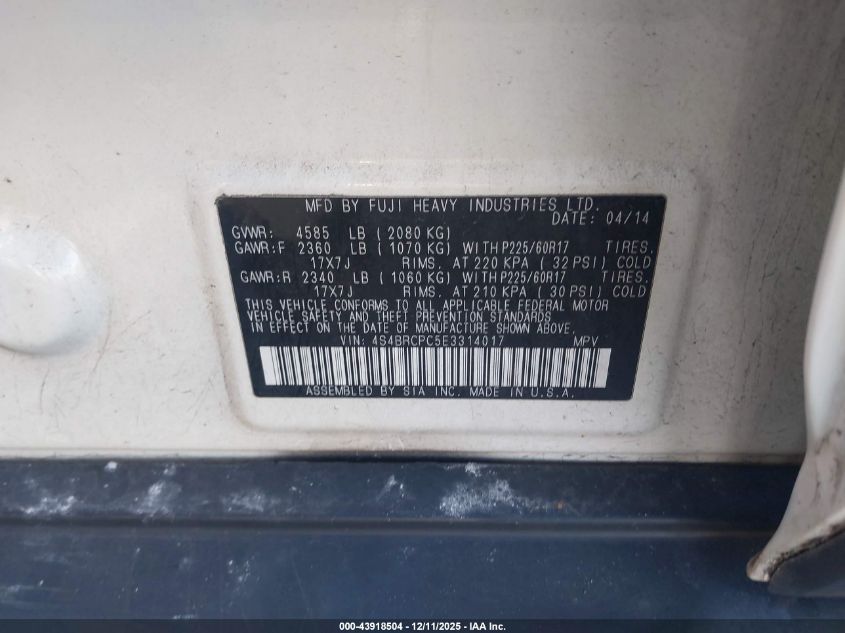 MFD BY FUJI HEAVY INDUSTRIES LTD.
DATE: 04/14
GVWR: 4585 LB ( 2080 KG)
GAWR:F 2360 LB ( 1070 KG) WITHP225/60R17 TIRES.
17X7J RIMS. AT 220 KPA ( 32 PSI) COLD
GAWR:R 2340 LB ( 1060 KG) WITHP225/60R17 TIRES.
17X7J RIMS. AT 210 KPA ( 30 PSI) COLD
THIS VEHICLE CONFORMS TO ALL APPLICABLE FEDERAL MOTOR
VEHICLE SAFETY AND THEFT PREVENTION STANDARDS
IN EFFECT ON THE DATE OF MANUFACTURE SHOWN ABOVE.
VIN: 4S4BRCPC5E3314017 MPV
ASSEMBLED BY SIA INC. MADE IN U.S.A.
000-43918504 - 12/11/2025 - IAA Inc.